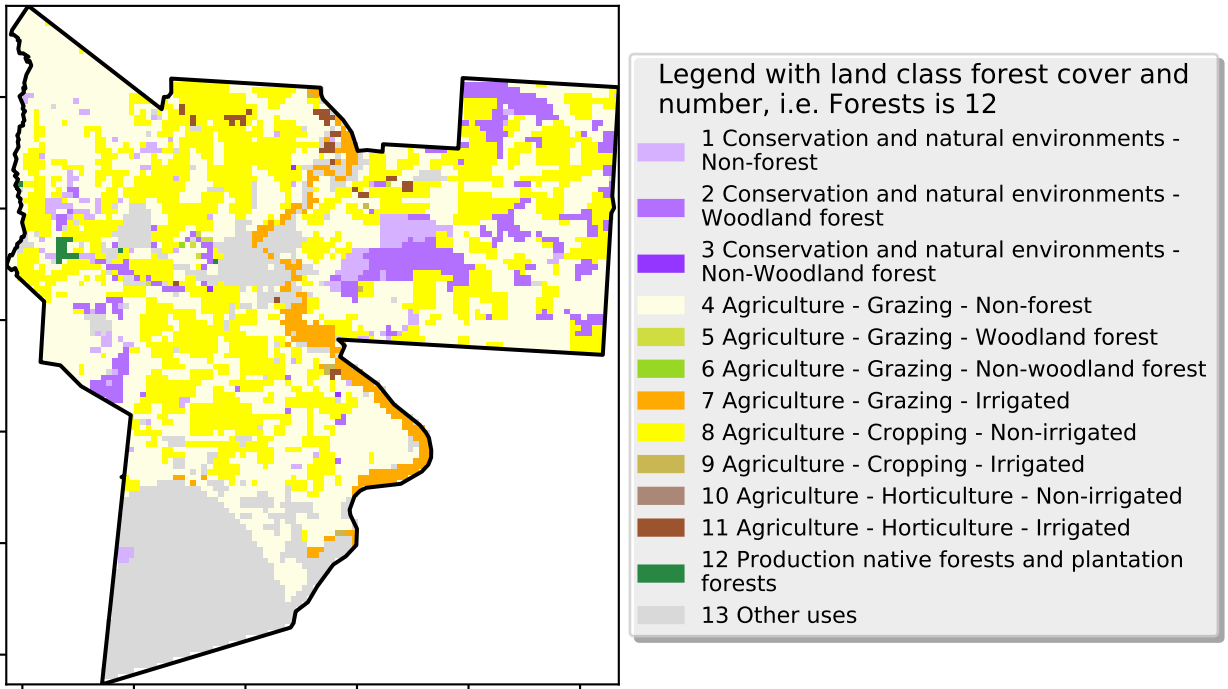 Legend with land class forest cover and
number, i.e. Forests is 12
1 Conservation and natural environments -
Non-forest
2 Conservation and natural environments -
Woodland forest
3 Conservation and natural environments -
Non-Woodland forest
4 Agriculture - Grazing - Non-forest
5 Agriculture - Grazing - Woodland forest
6 Agriculture - Grazing - Non-woodland forest
7 Agriculture - Grazing - Irrigated
8 Agriculture - Cropping - Non-irrigated
9 Agriculture - Cropping - Irrigated
10 Agriculture - Horticulture - Non-irrigated
11 Agriculture - Horticulture - Irrigated
12 Production native forests and plantation
forests
13 Other uses